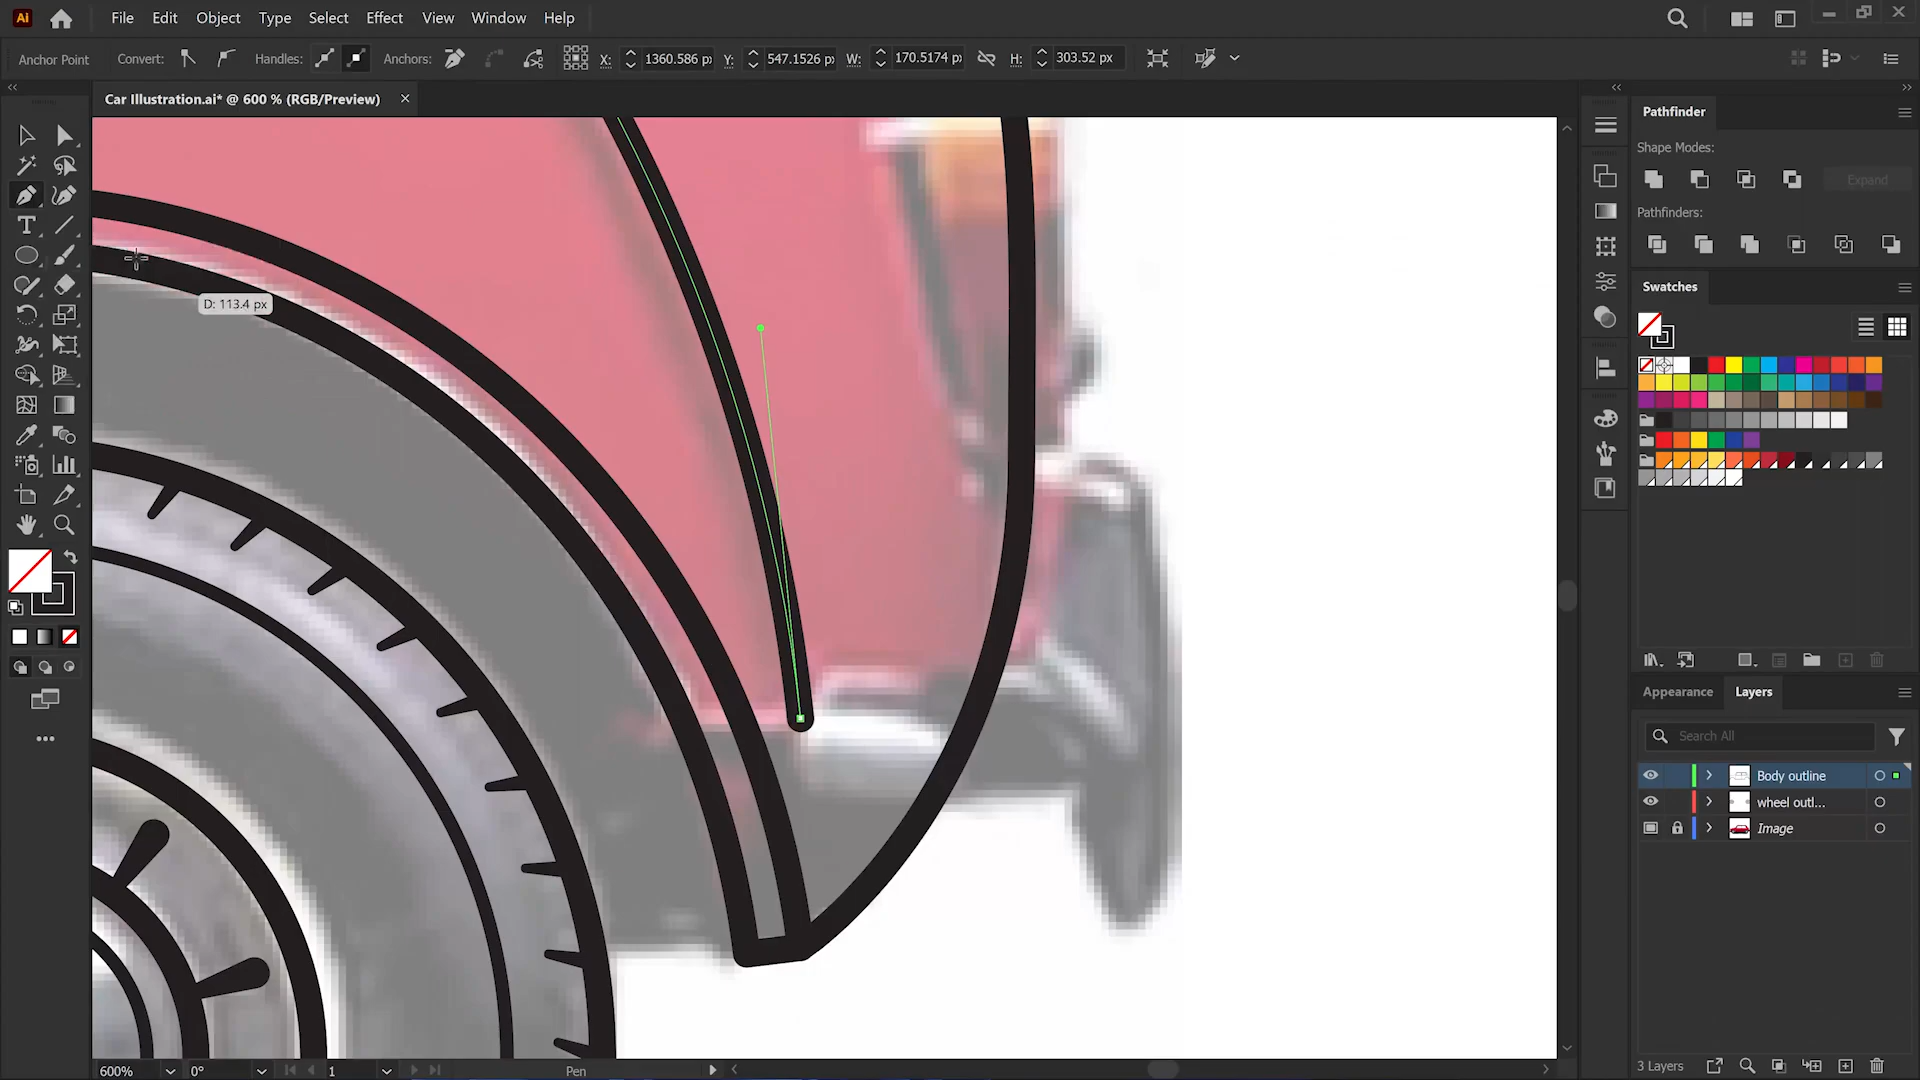 Ai File Edit Object Type Select Effect View Window Help
Anchor Point Convert: Handles: Anchors: X: 1360.586 p Y: 547.1526 p W: 170.5174 p H: 303.52 px
Car Illustration.ai* @ 600 % (RGB/Preview) ×
D: 113.4 px
Pathfinder
Shape Modes:
Expand
Pathfinders:
Swatches
Appearance Layers
Search All
Body outline
wheel outl...
Image
3 Layers
600% 0° 1 Pen